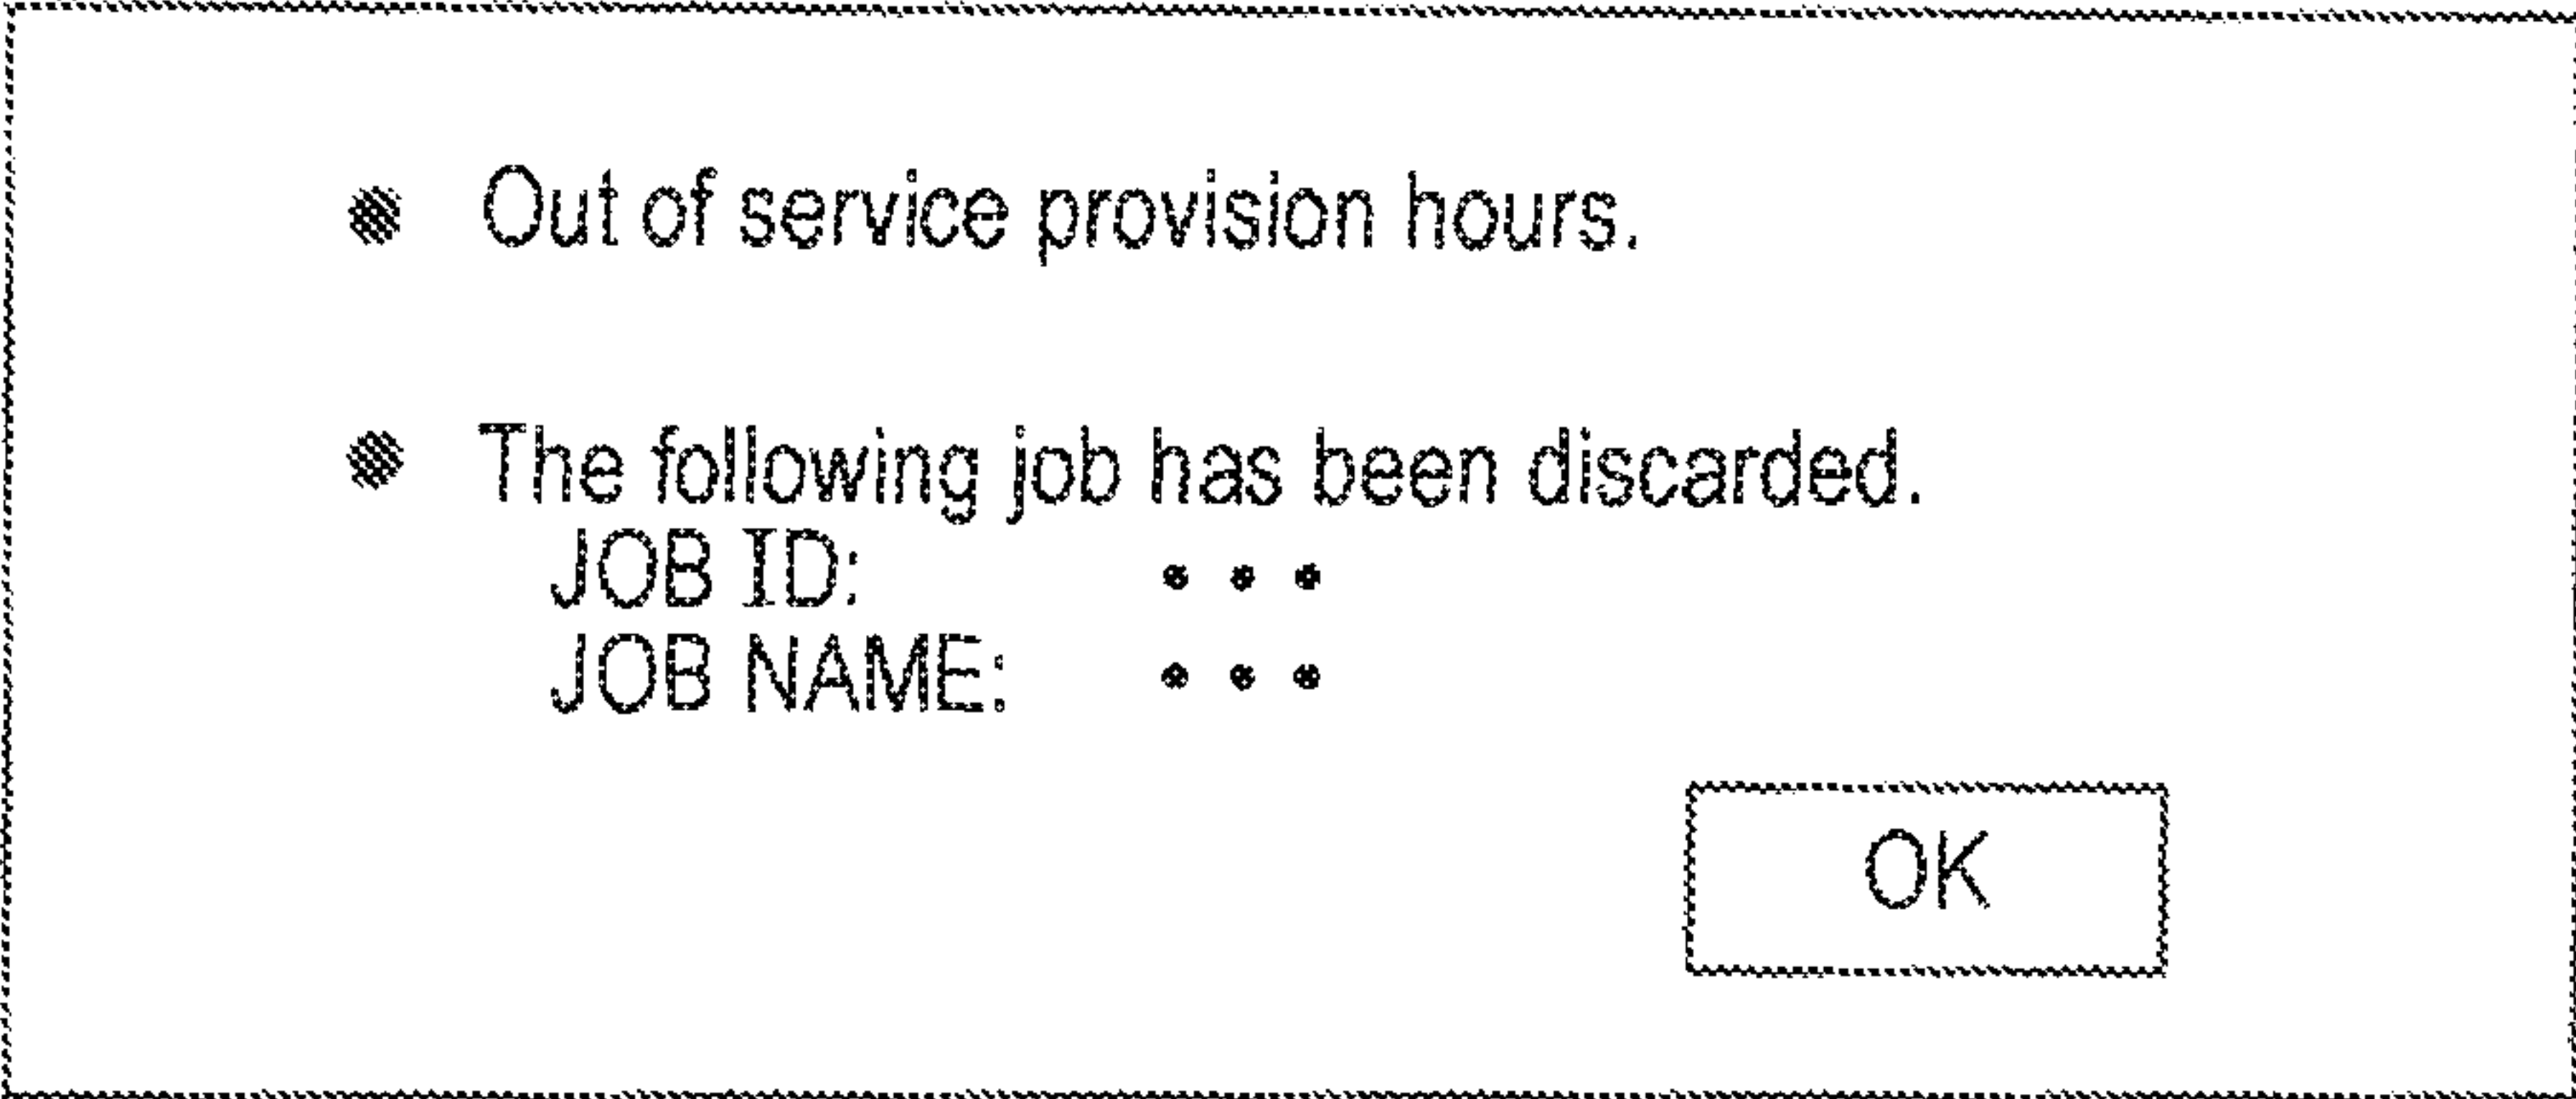 ● Out of service provision hours.
● The following job has been discarded.
JOB ID: • • •
JOB NAME: • • •
OK